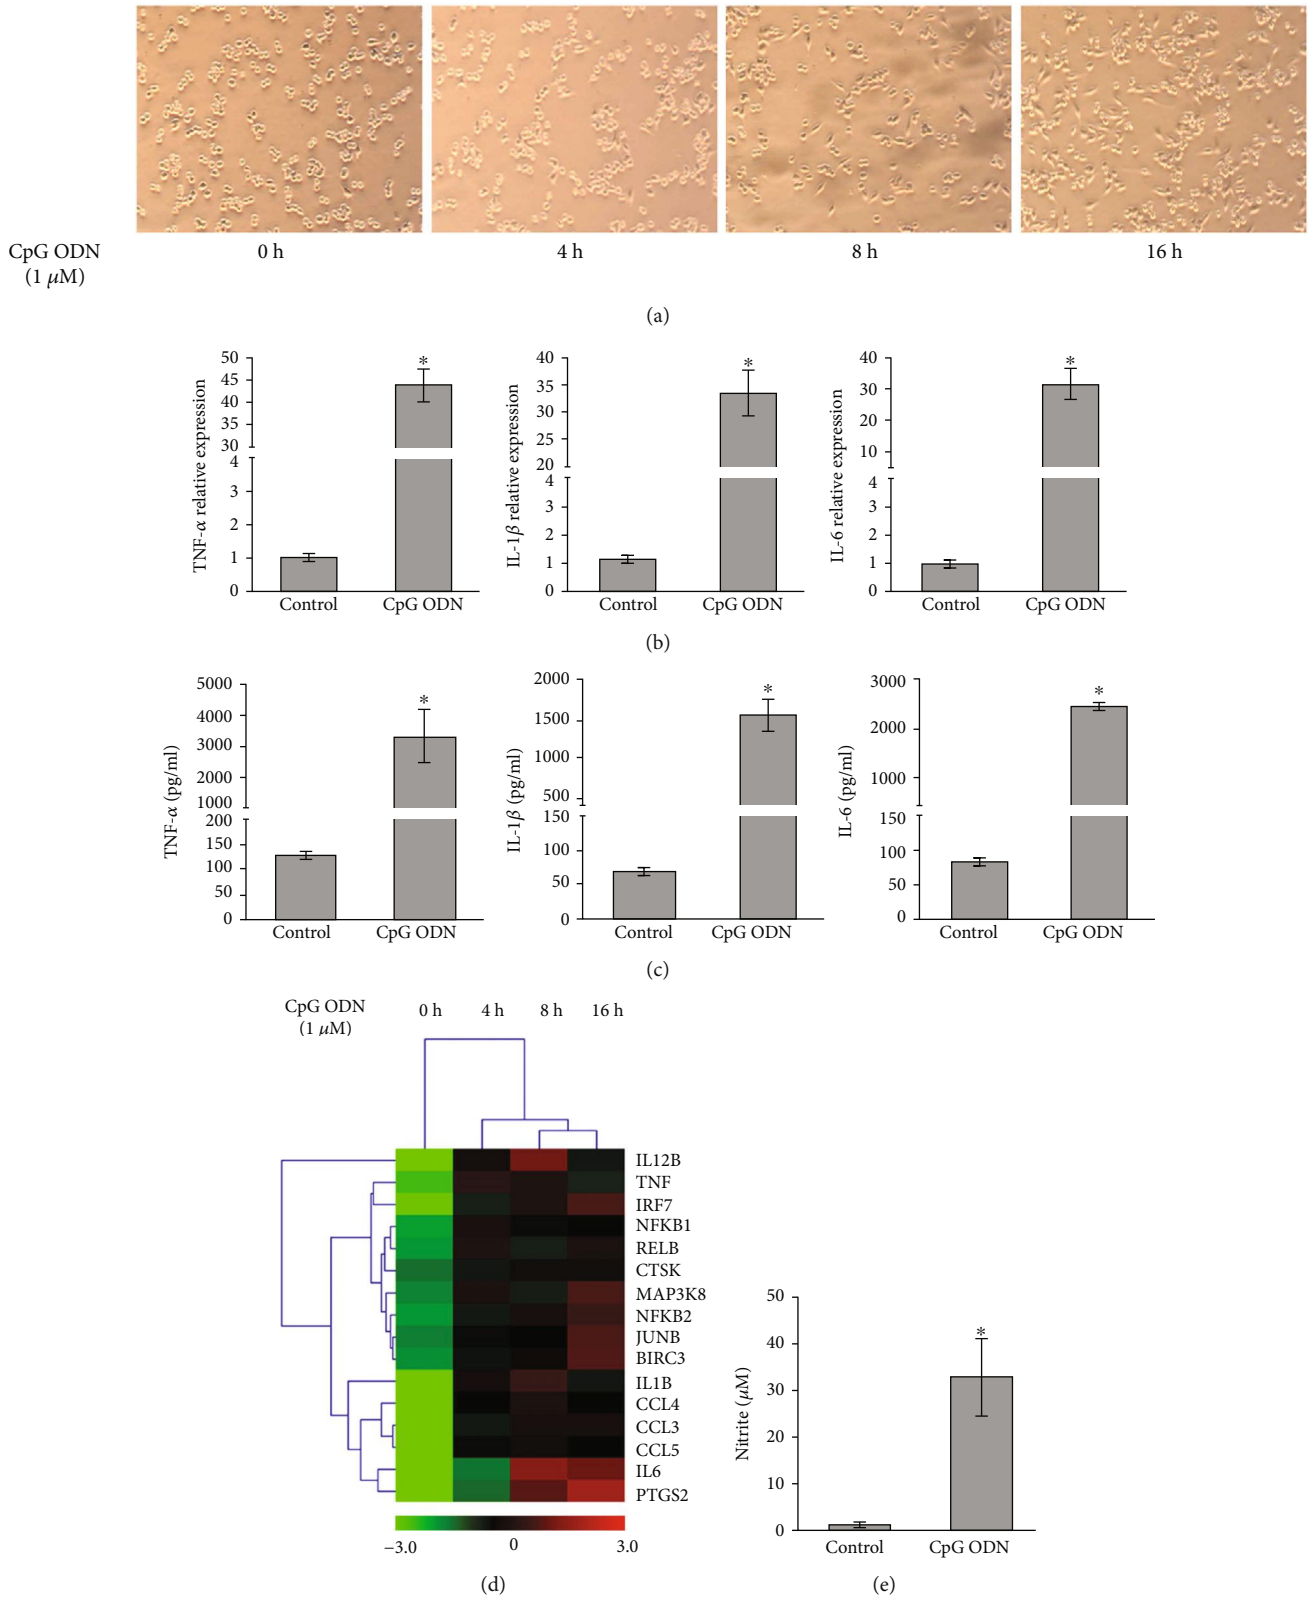 CpG ODN
(1 μM)
0 h
4 h
8 h
16 h
(a)
TNF-α relative expression
50
45
40
35
30
4
3
2
1
0
Control
CpG ODN
*
IL-1β relative expression
40
35
30
25
20
4
3
2
1
0
Control
CpG ODN
*
IL-6 relative expression
40
30
20
10
4
3
2
1
0
Control
CpG ODN
*
(b)
TNF-α (pg/ml)
5000
4000
3000
2000
1000
200
150
100
50
0
Control
CpG ODN
*
IL-1β (pg/ml)
2000
1500
1000
500
150
100
50
0
Control
CpG ODN
*
IL-6 (pg/ml)
3000
2000
1000
150
100
50
0
Control
CpG ODN
*
(c)
CpG ODN
(1 μM)
0 h
4 h
8 h
16 h
IL12B
TNF
IRF7
NFKB1
RELB
CTSK
MAP3K8
NFKB2
JUNB
BIRC3
IL1B
CCL4
CCL3
CCL5
IL6
PTGS2
−3.0
0
3.0
(d)
Nitrite (μM)
50
40
30
20
10
0
Control
CpG ODN
*
(e)